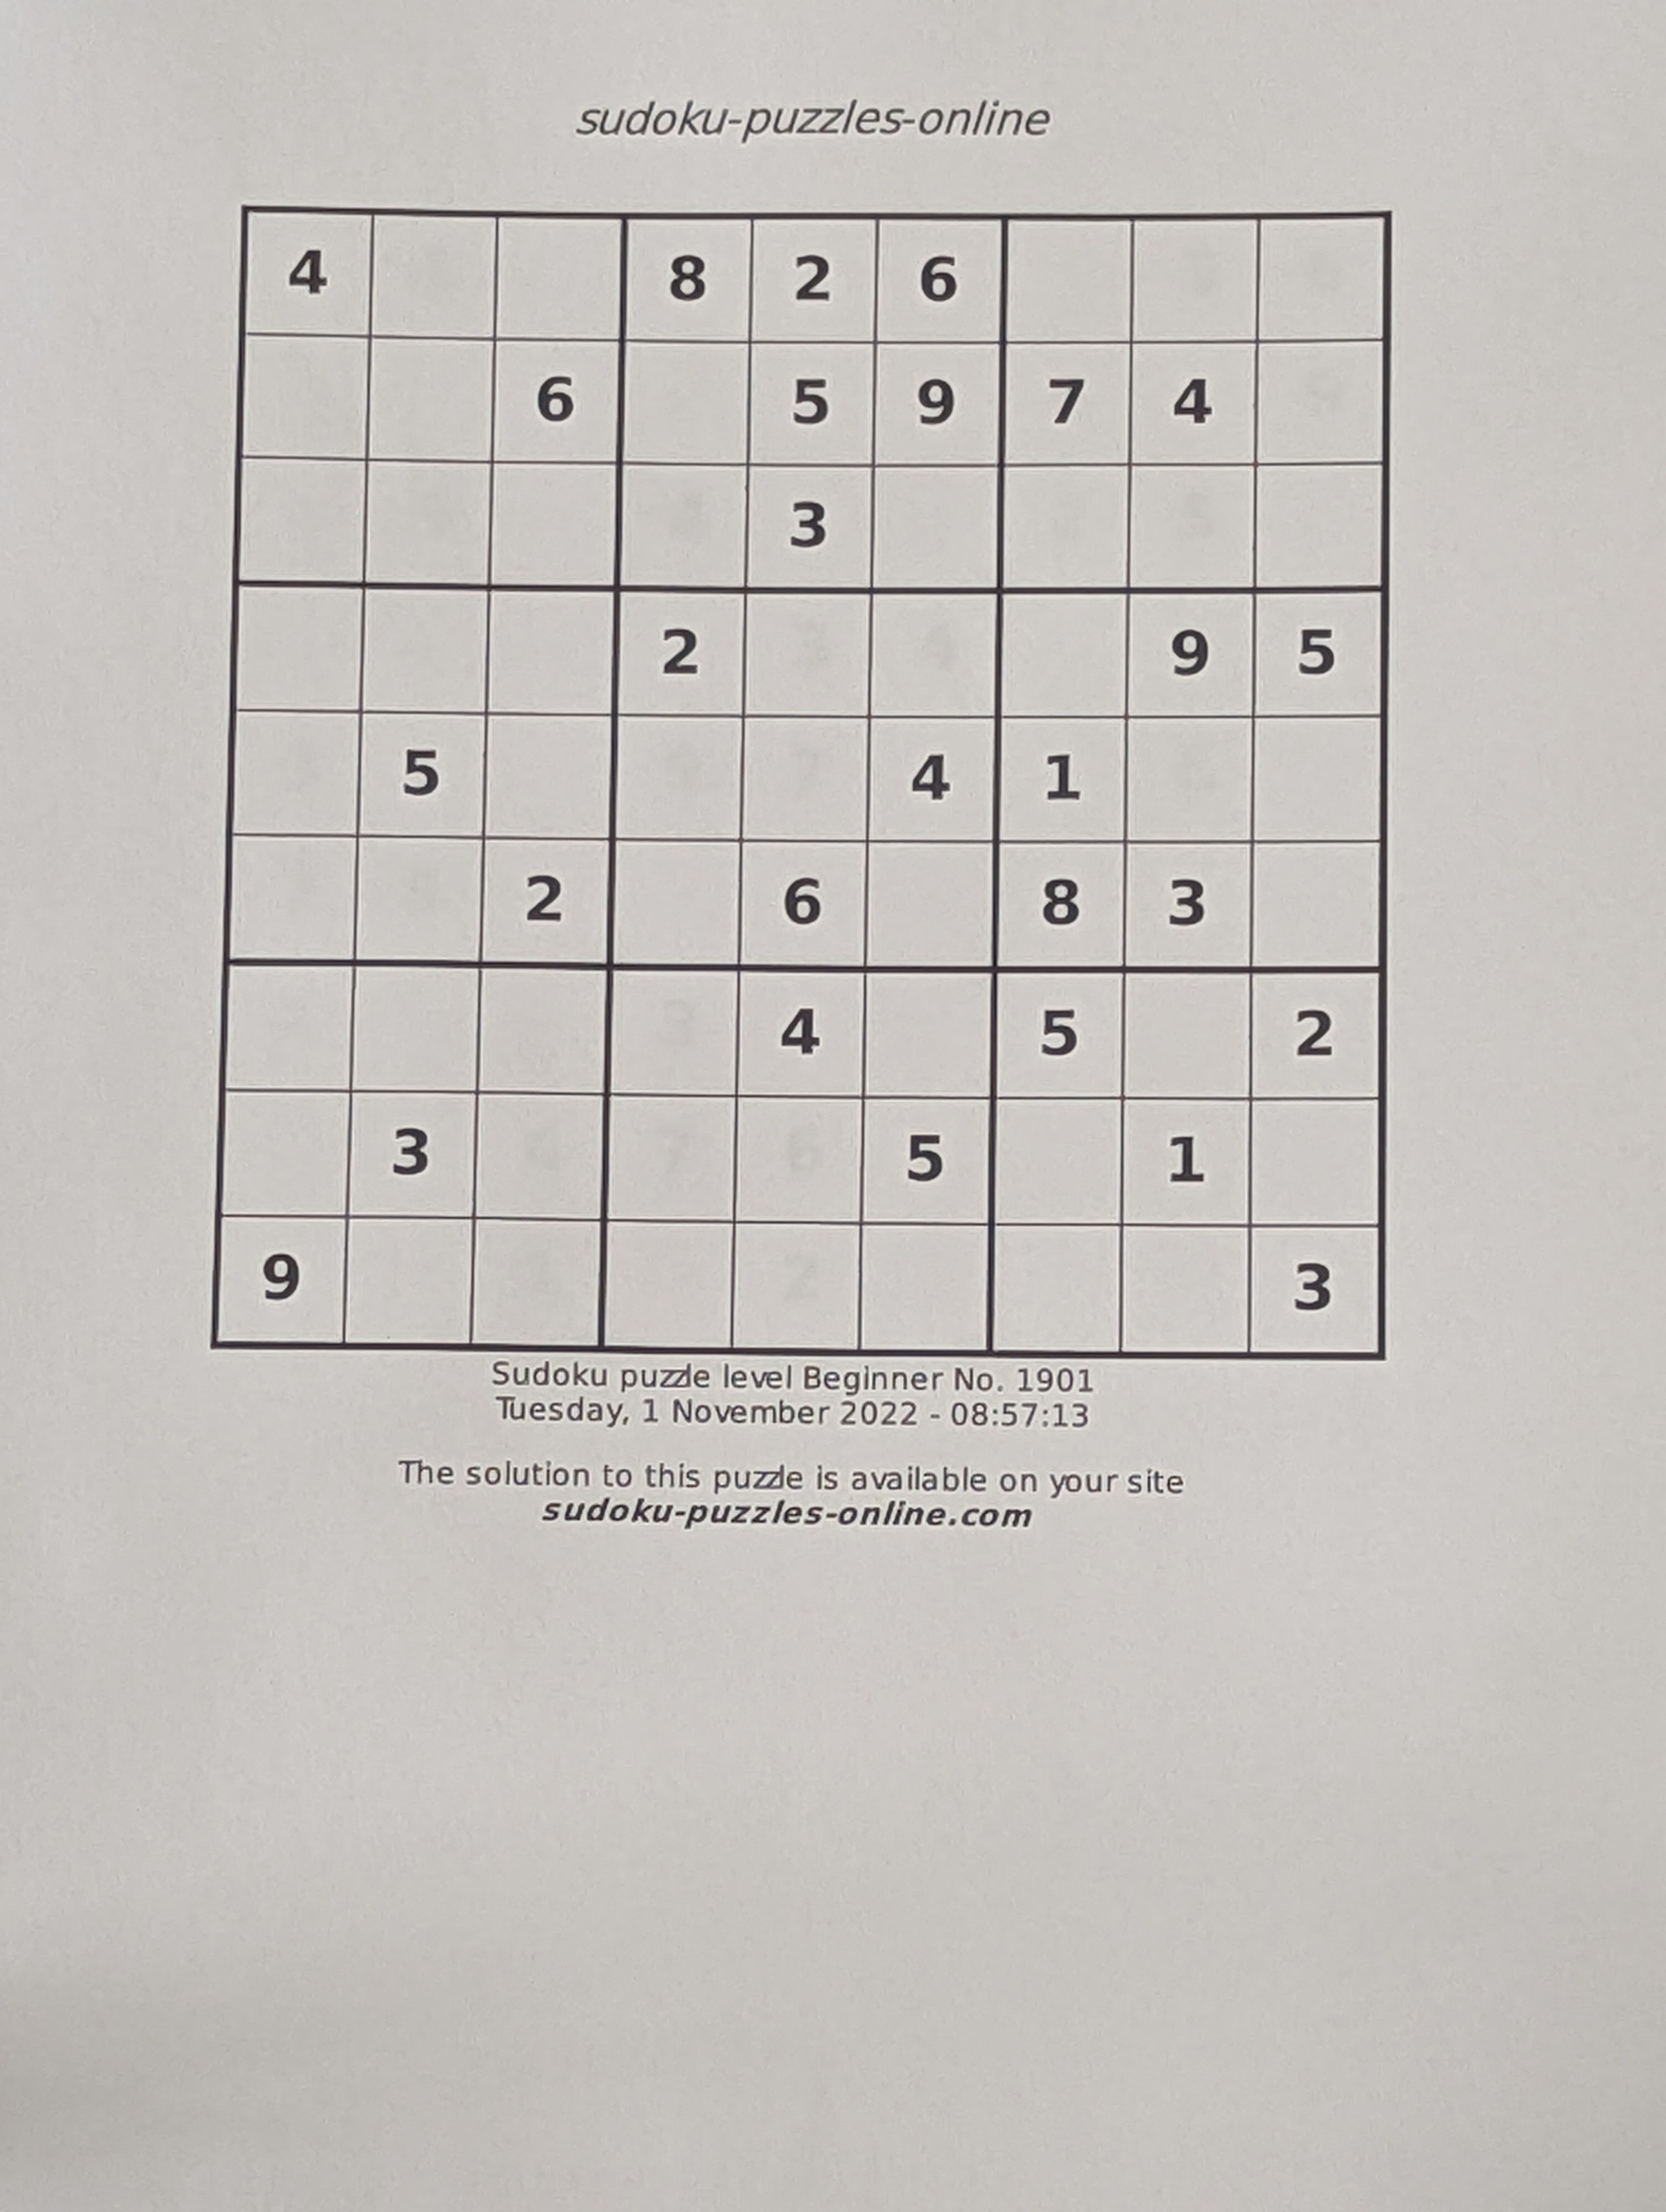 sudoku-puzzles-online
4 8 2 6
6 5 9 7 4
3
2 9 5
5 4 1
2 6 8 3
4 5 2
3 5 1
9 3
Sudoku puzzle level Beginner No. 1901
Tuesday, 1 November 2022 - 08:57:13
The solution to this puzzle is available on your site
sudoku-puzzles-online.com